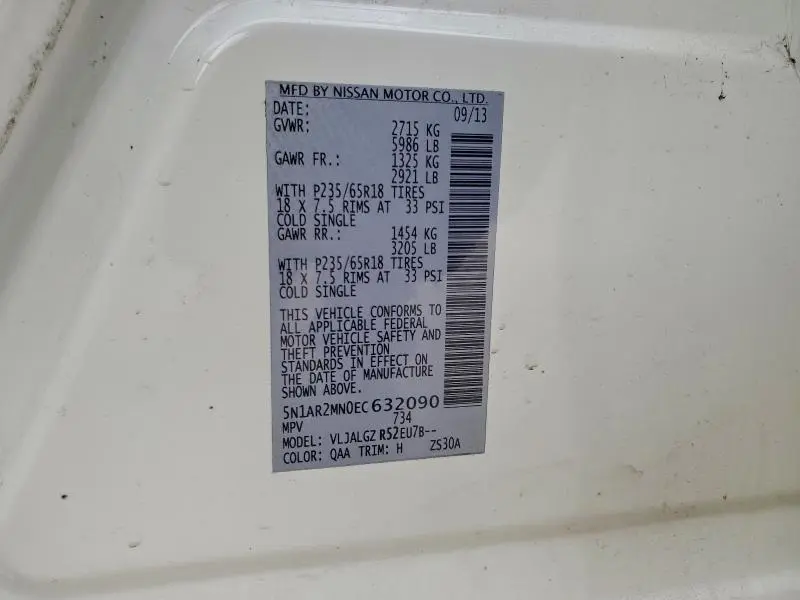 MFD BY NISSAN MOTOR CO., LTD.
DATE: 09/13
GVWR: 2715 KG
5986 LB
GAWR FR.: 1325 KG
2921 LB
WITH P235/65R18 TIRES
18 X 7.5 RIMS AT 33 PSI
COLD SINGLE
GAWR RR.: 1454 KG
3205 LB
WITH P235/65R18 TIRES
18 X 7.5 RIMS AT 33 PSI
COLD SINGLE
THIS VEHICLE CONFORMS TO
ALL APPLICABLE FEDERAL
MOTOR VEHICLE SAFETY AND
THEFT PREVENTION
STANDARDS IN EFFECT ON
THE DATE OF MANUFACTURE
SHOWN ABOVE.
5N1AR2MN0EC632090
MPV 734
MODEL: VLJALGZ R52EU7B--
COLOR: QAA TRIM: H ZS30A